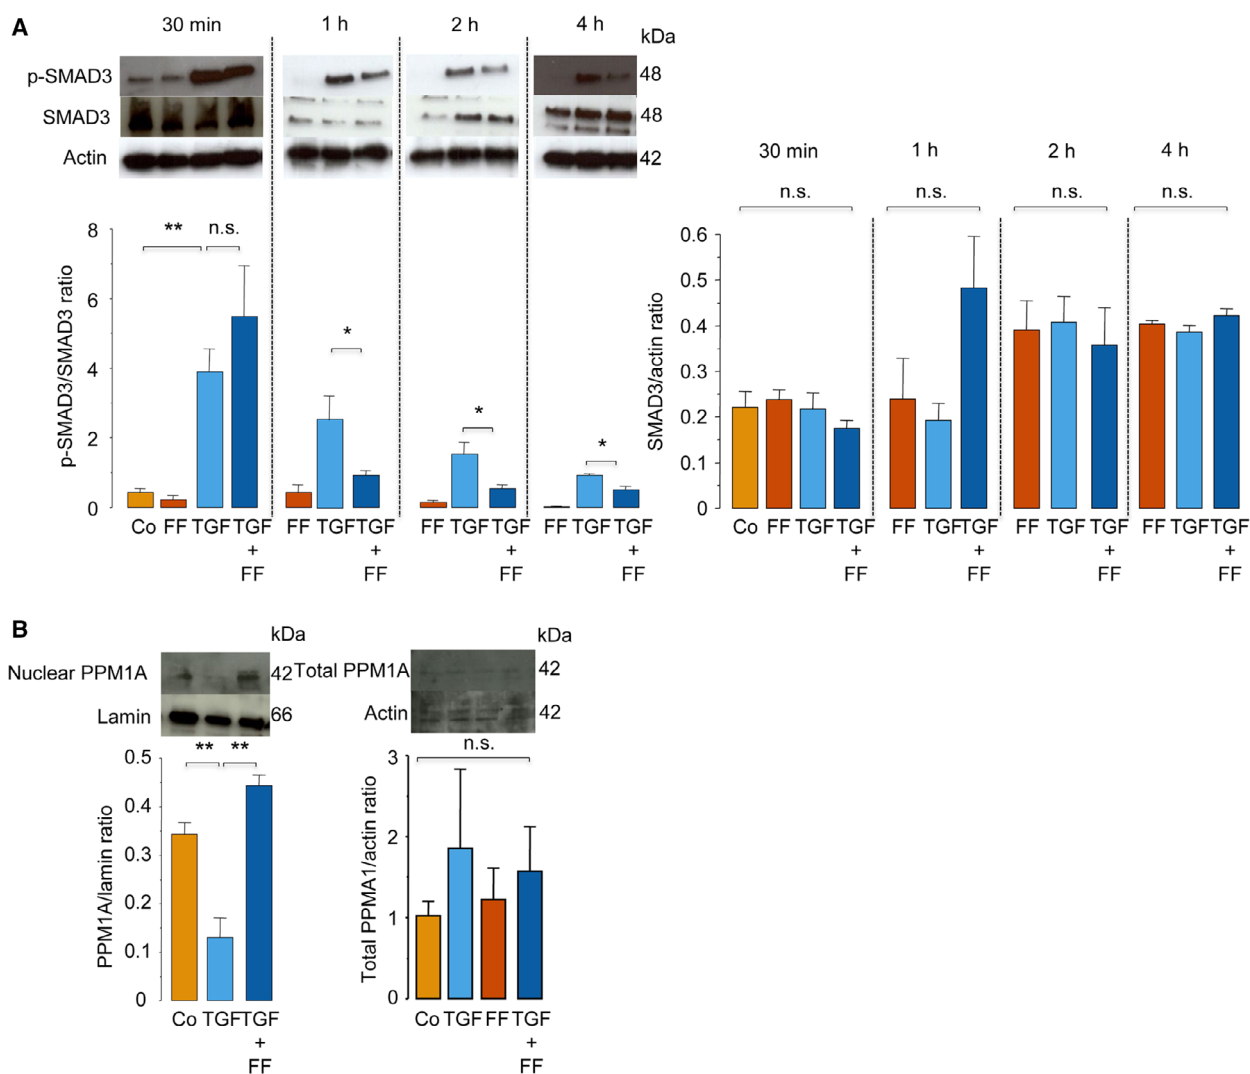 A
30 min 1 h 2 h 4 h
kDa
p-SMAD3 48
SMAD3 48
Actin 42
30 min 1 h 2 h 4 h
n.s. n.s. n.s. n.s.
** n.s.
*
*
*
p-SMAD3/SMAD3 ratio
8
6
4
2
0
Co FF TGF TGF + FF
FF TGF TGF + FF
FF TGF TGF + FF
FF TGF TGF + FF
SMAD3/actin ratio
0.6
0.5
0.4
0.3
0.2
0.1
0
Co FF TGF TGF + FF
FF TGF TGF + FF
FF TGF TGF + FF
FF TGF TGF + FF
B
kDa
Nuclear PPM1A 42
Lamin 66
** **
PPM1A/lamin ratio
0.5
0.4
0.3
0.2
0.1
0
Co TGF TGF + FF
kDa
Total PPM1A 42
Actin 42
n.s.
Total PPMA1/actin ratio
3
2
1
0
Co TGF FF TGF + FF